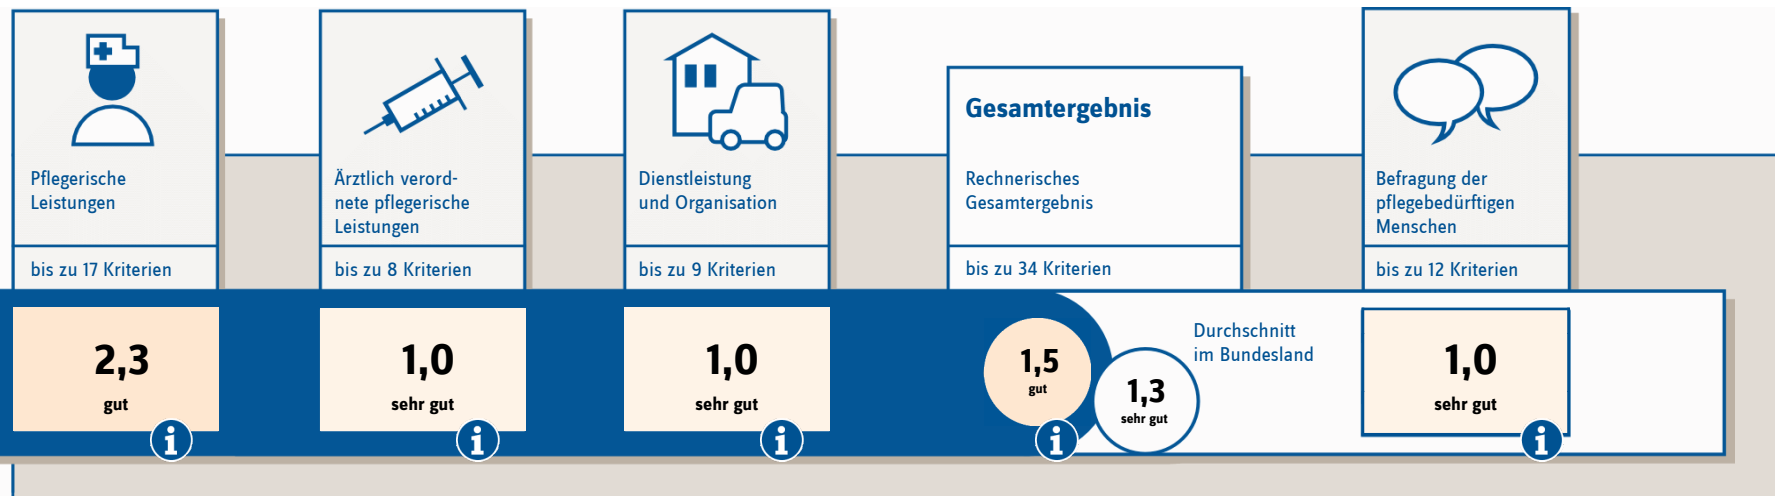 Pflegerische
Leistungen
bis zu 17 Kriterien
2,3
gut
i
Ärztlich verord-
nete pflegerische
Leistungen
bis zu 8 Kriterien
1,0
sehr gut
i
Dienstleistung
und Organisation
bis zu 9 Kriterien
1,0
sehr gut
i
Gesamtergebnis
Rechnerisches
Gesamtergebnis
bis zu 34 Kriterien
1,5
gut
i
Durchschnitt
im Bundesland
1,3
sehr gut
Befragung der
pflegebedürftigen
Menschen
bis zu 12 Kriterien
1,0
sehr gut
i